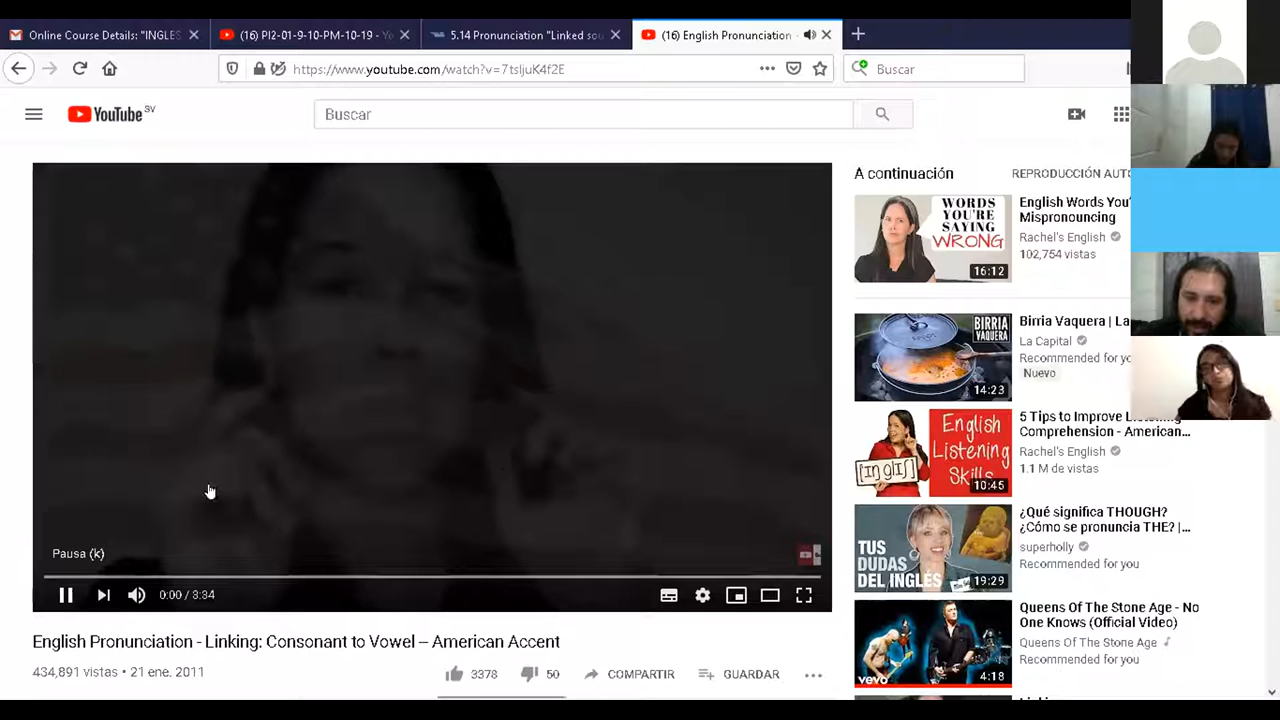 Online Course Details: "INGLES
(16) PI2-01-9-10-PM-10-19 - Yo
5.14 Pronunciation "Linked sou
(16) English Pronunciation -
https://www.youtube.com/watch?v=7tsIjuK4f2E
Buscar
YouTube SV
Buscar
Pausa (k)
0:00 / 3:34
English Pronunciation - Linking: Consonant to Vowel – American Accent
434,891 vistas • 21 ene. 2011
3378
50
COMPARTIR
GUARDAR
A continuación
REPRODUCCIÓN AUTO
WORDS
YOU'RE
SAYING
WRONG
16:12
English Words You'
Mispronouncing
Rachel's English
102,754 vistas
BIRRIA
VAQUERA
14:23
Birria Vaquera | La
La Capital
Recommended for yo
Nuevo
English
Listening
Skills
[ɪŋglɪʃ]
10:45
5 Tips to Improve Listening
Comprehension - American...
Rachel's English
1.1 M de vistas
TUS
DUDAS
DEL INGLÉS
19:29
¿Qué significa THOUGH?
¿Cómo se pronuncia THE? |...
superholly
Recommended for you
vevo
4:18
Queens Of The Stone Age - No
One Knows (Official Video)
Queens Of The Stone Age
Recommended for you